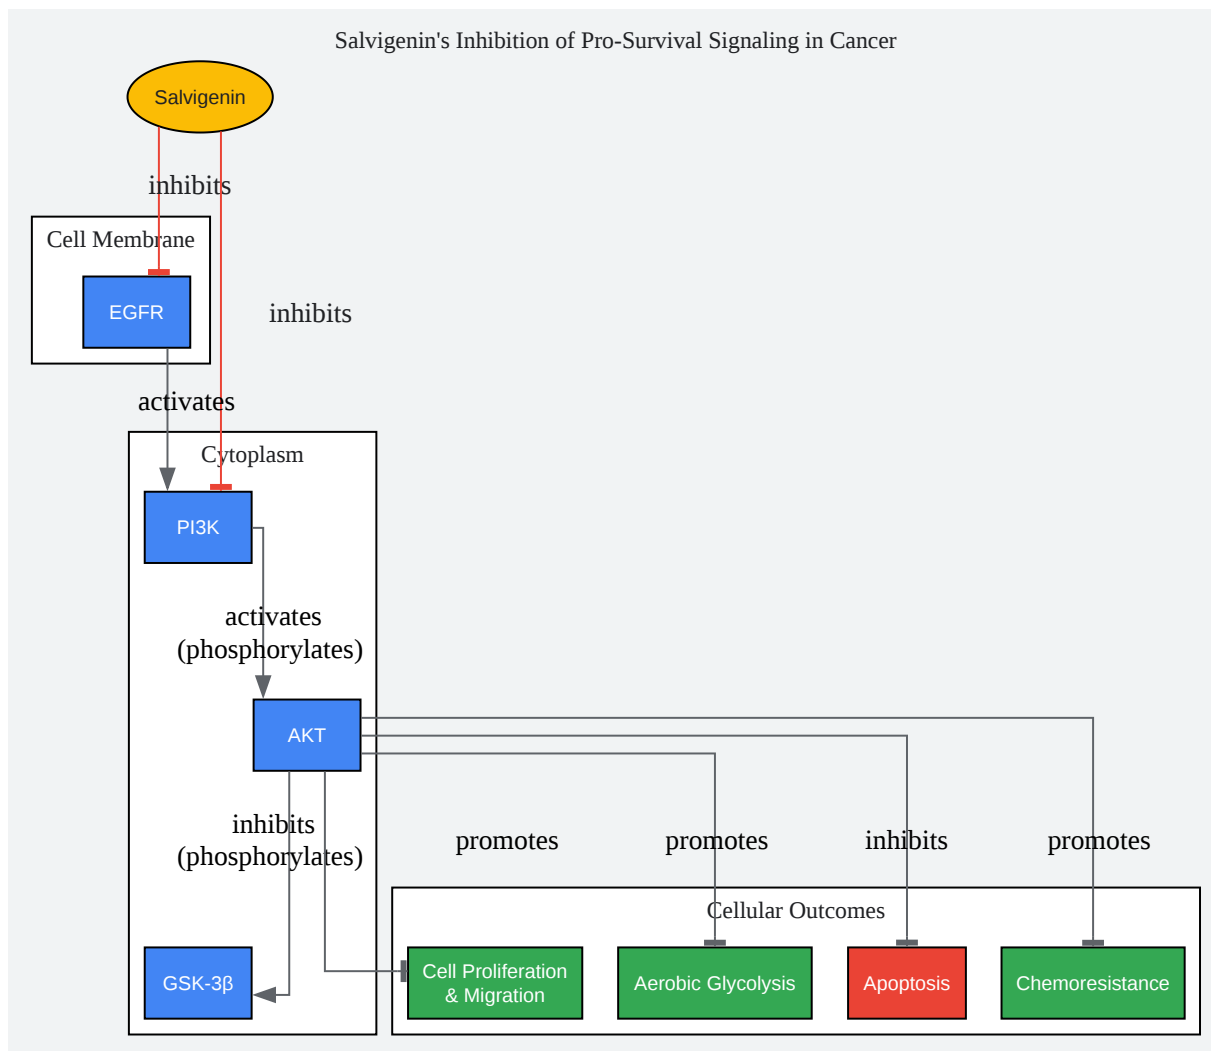 Salvigenin's Inhibition of Pro-Survival Signaling in Cancer
Salvigenin
inhibits
Cell Membrane
EGFR
inhibits
activates
Cytoplasm
PI3K
activates
(phosphorylates)
AKT
inhibits
(phosphorylates)
promotes
promotes
inhibits
promotes
Cellular Outcomes
GSK-3β
Cell Proliferation
& Migration
Aerobic Glycolysis
Apoptosis
Chemoresistance